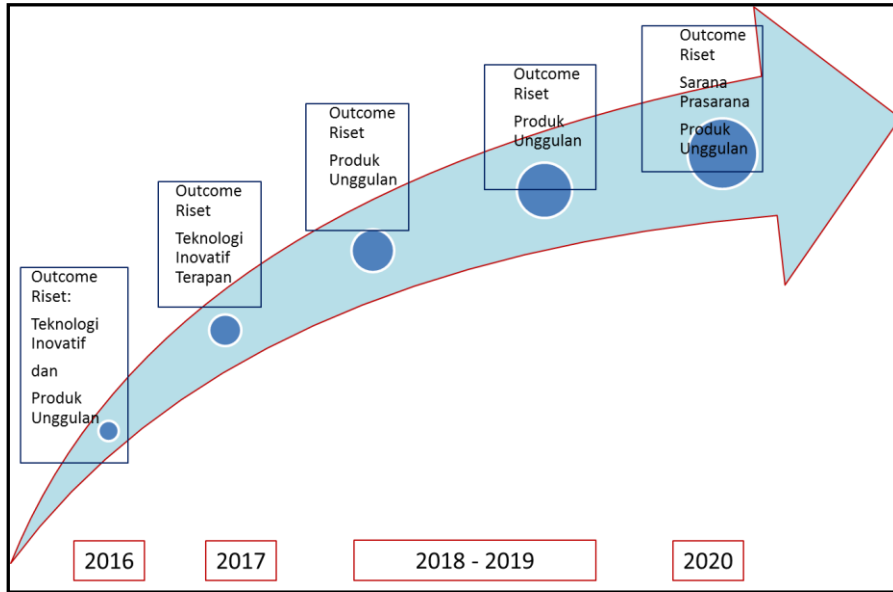 Outcome
Riset:
Teknologi
Inovatif
dan
Produk
Unggulan
Outcome
Riset
Teknologi
Inovatif
Terapan
Outcome
Riset
Produk
Unggulan
Outcome
Riset
Produk
Unggulan
Outcome
Riset
Sarana
Prasarana
Produk
Unggulan
2016
2017
2018 - 2019
2020